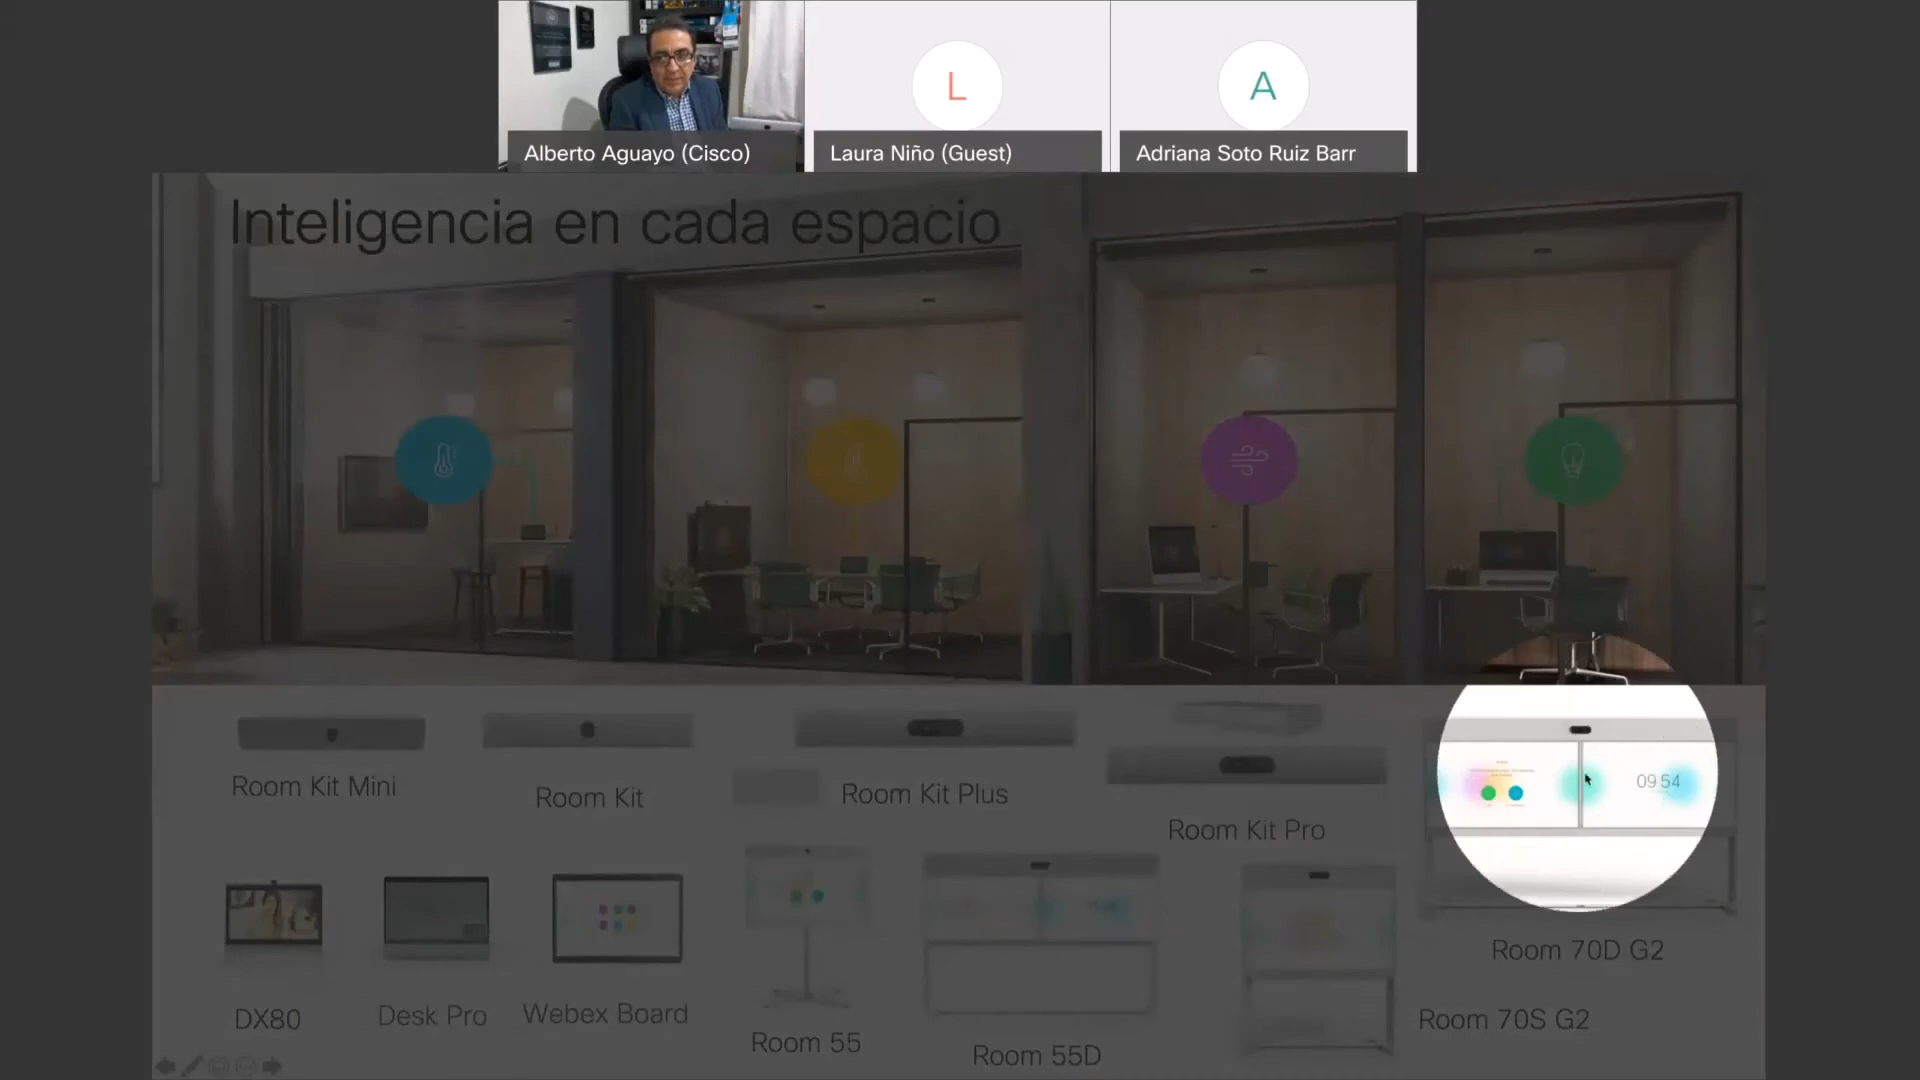 L
A
Alberto Aguayo (Cisco)
Laura Niño (Guest)
Adriana Soto Ruiz Barr
Inteligencia en cada espacio
Room Kit Mini
Room Kit
Room Kit Plus
Room Kit Pro
09 54
Room 70D G2
DX80
Desk Pro
Webex Board
Room 55
Room 55D
Room 70S G2